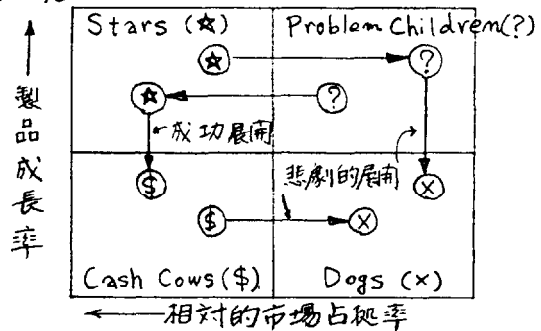 Stars (☆)
Problem Children (?)
☆
?
☆
?
成功展開
製品成長率
悲劇的展開
$
x
$
x
Cash Cows ($)
Dogs (x)
相対的市場占拠率